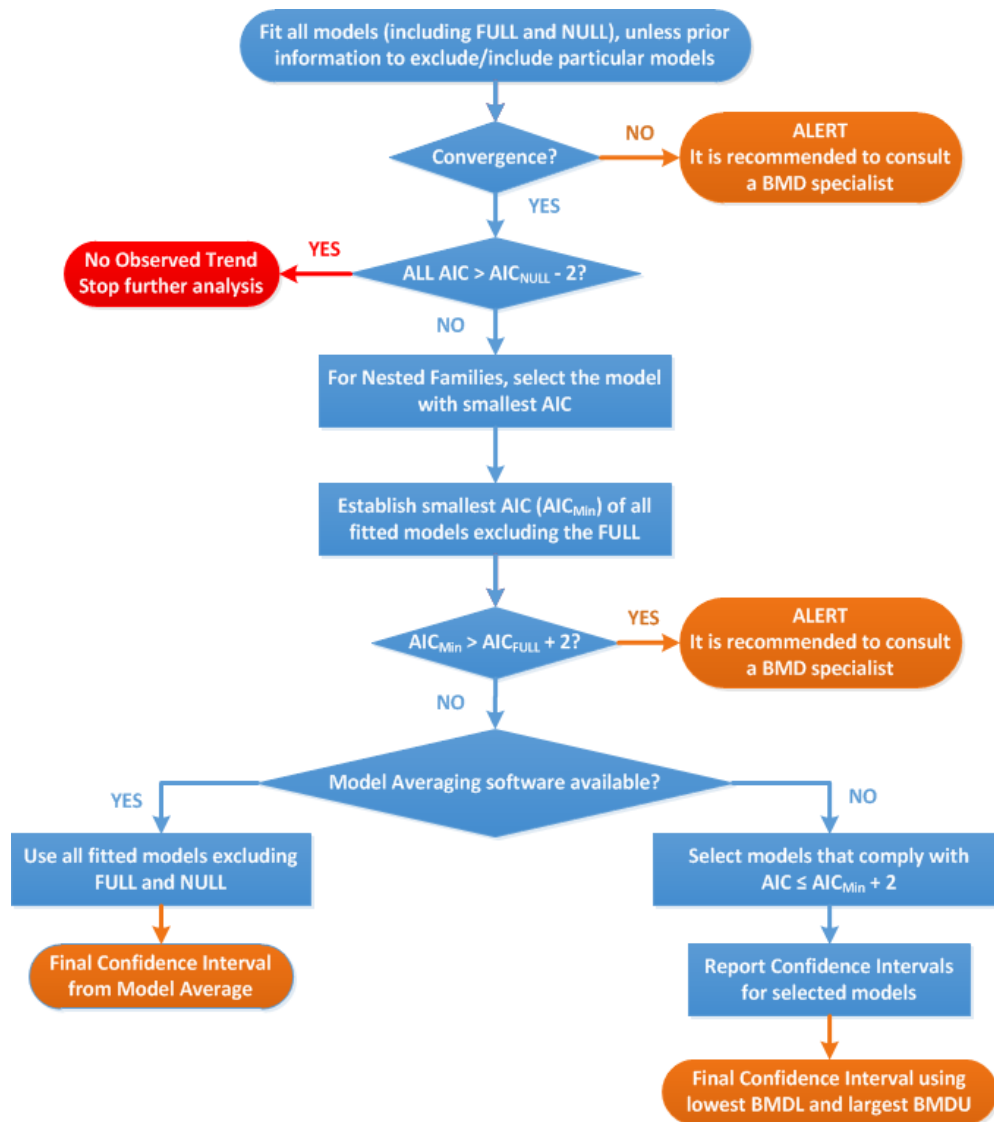 Fit all models (including FULL and NULL), unless prior
information to exclude/include particular models
Convergence?
NO
ALERT
It is recommended to consult
a BMD specialist
YES
ALL AIC > AICNULL - 2?
YES
No Observed Trend
Stop further analysis
NO
For Nested Families, select the model
with smallest AIC
Establish smallest AIC (AICMin) of all
fitted models excluding the FULL
AICMin > AICFULL + 2?
YES
ALERT
It is recommended to consult
a BMD specialist
NO
Model Averaging software available?
YES
Use all fitted models excluding
FULL and NULL
Final Confidence Interval
from Model Average
NO
Select models that comply with
AIC ≤ AICMin + 2
Report Confidence Intervals
for selected models
Final Confidence Interval using
lowest BMDL and largest BMDU